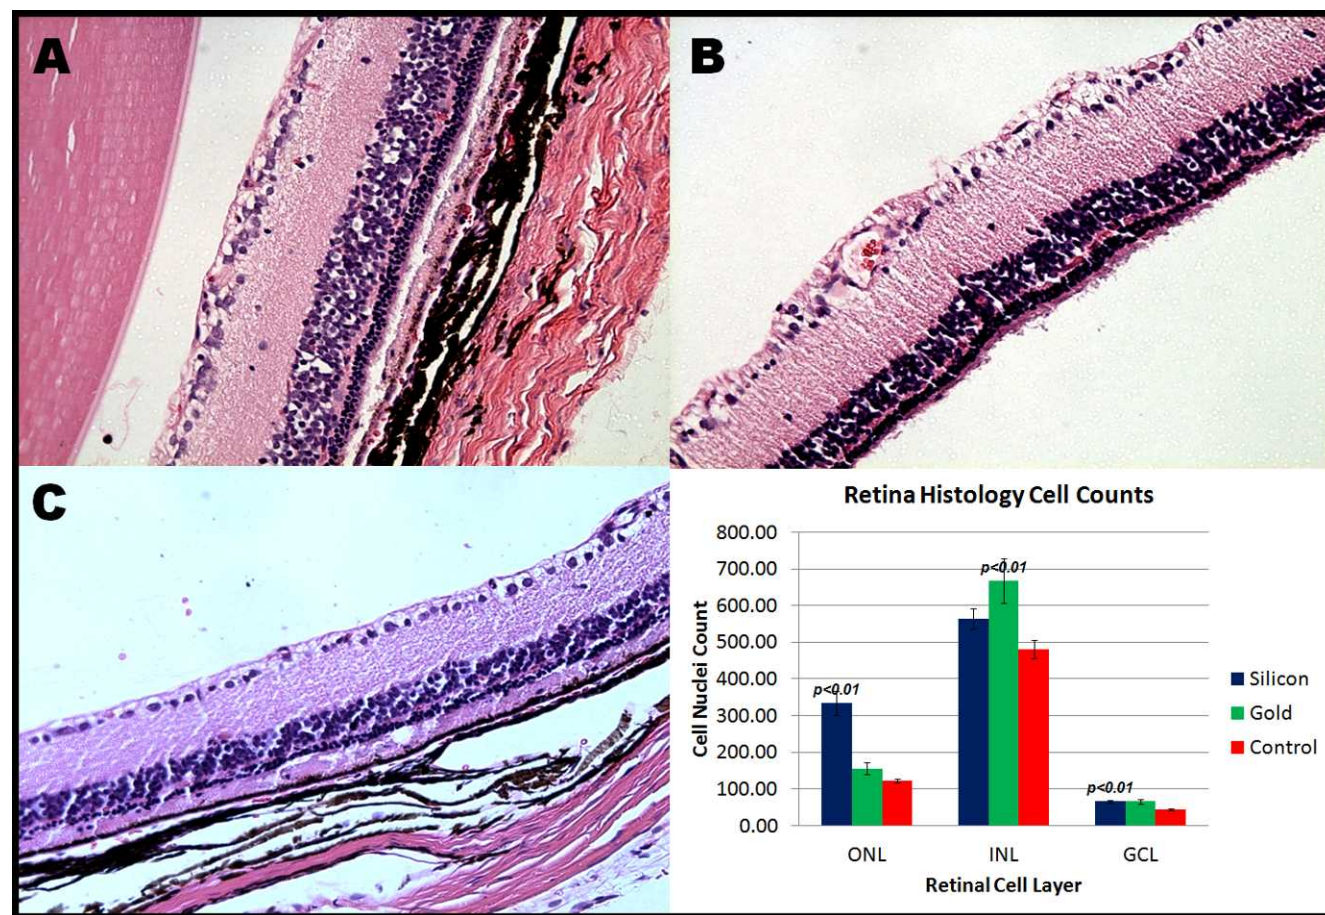 A
B
C
Retina Histology Cell Counts
800.00
700.00
600.00
500.00
400.00
300.00
200.00
100.00
0.00
Cell Nuclei Count
p<0.01
p<0.01
p<0.01
ONL
INL
GCL
Retinal Cell Layer
Silicon
Gold
Control